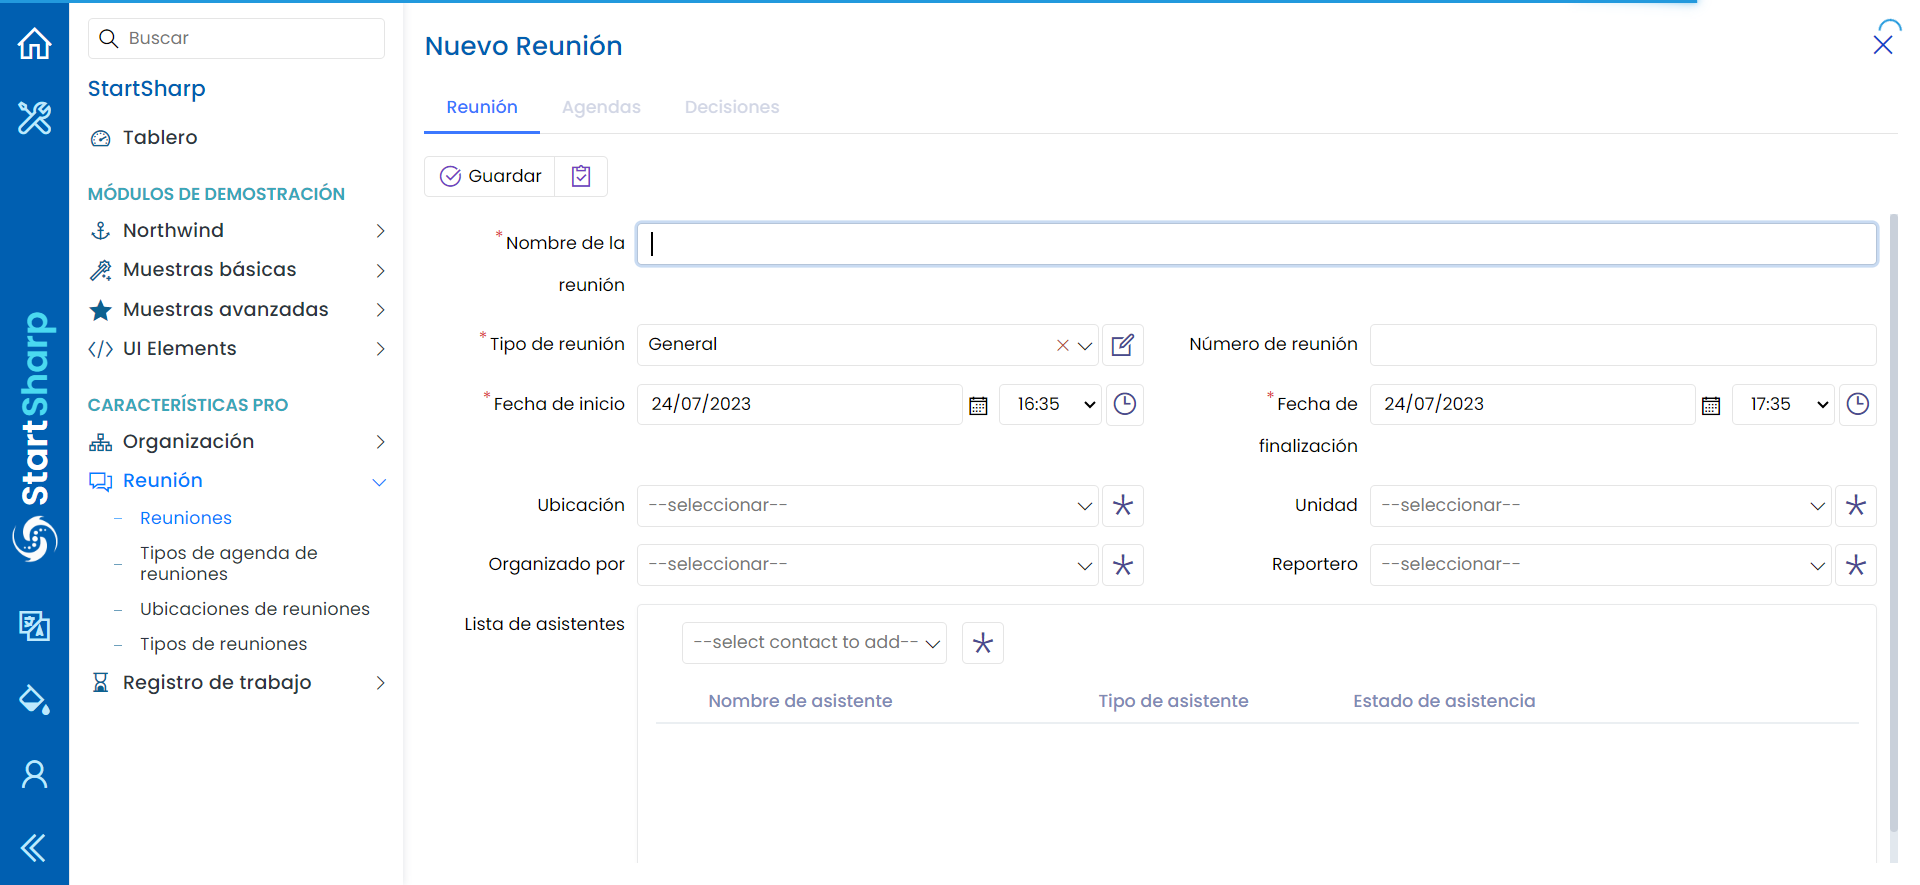 StartSharp
Buscar
StartSharp
Tablero
MÓDULOS DE DEMOSTRACIÓN
Northwind
Muestras básicas
Muestras avanzadas
UI Elements
CARACTERÍSTICAS PRO
Organización
Reunión
Reuniones
Tipos de agenda de
reuniones
Ubicaciones de reuniones
Tipos de reuniones
Registro de trabajo
Nuevo Reunión
Reunión Agendas Decisiones
Guardar
*Nombre de la
reunión
*Tipo de reunión General Número de reunión
*Fecha de inicio 24/07/2023 16:35 *Fecha de
finalización 24/07/2023 17:35
Ubicación --seleccionar-- Unidad --seleccionar--
Organizado por --seleccionar-- Reportero --seleccionar--
Lista de asistentes
--select contact to add--
Nombre de asistente Tipo de asistente Estado de asistencia